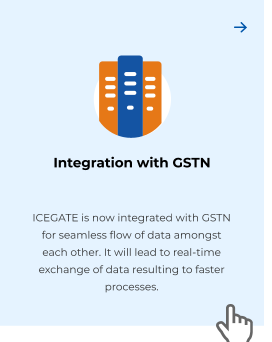 Integration with GSTN
ICEGATE is now integrated with GSTN
for seamless flow of data amongst
each other. It will lead to real-time
exchange of data resulting to faster
processes.